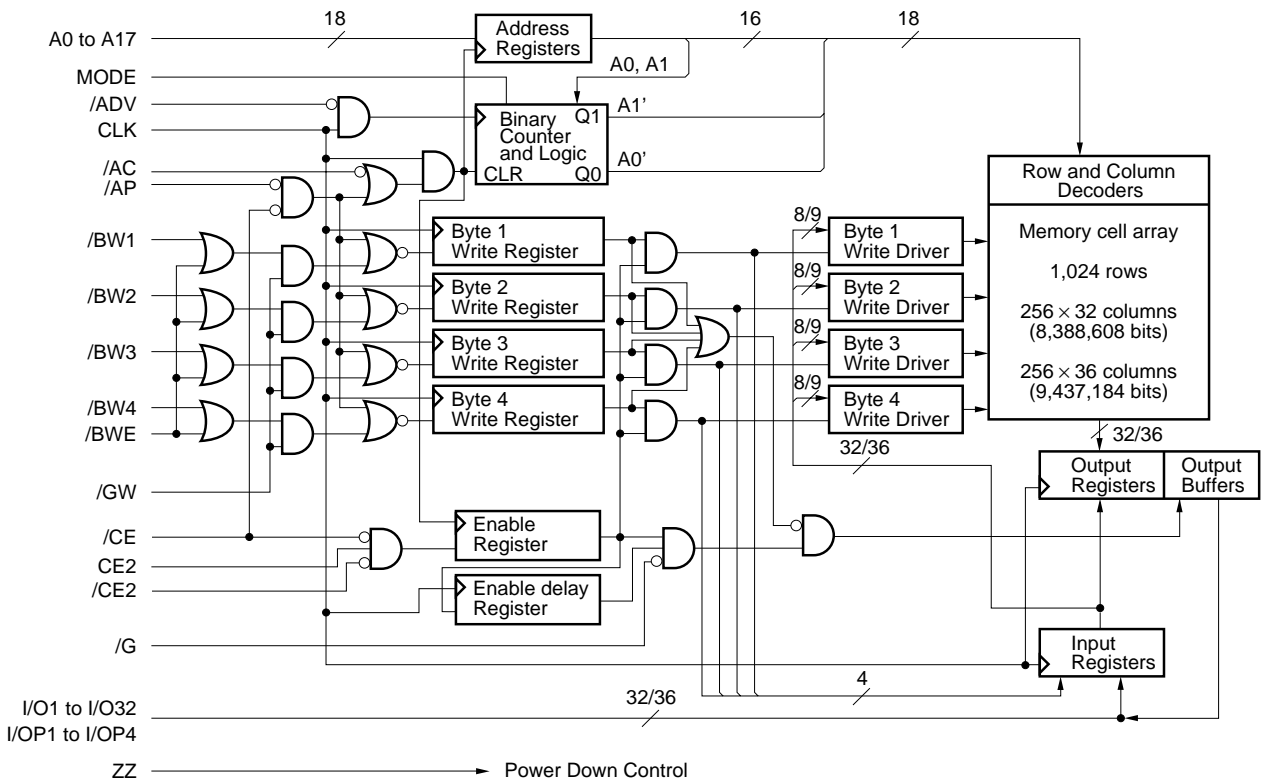 18
16
18
A0 to A17
Address
Registers
MODE
A0, A1
/ADV
CLK
Binary
Counter
and Logic
CLR
Q1
Q0
A1’
A0’
/AC
/AP
Row and Column
Decoders
/BW1
Byte 1
Write Register
8/9
Byte 1
Write Driver
Memory cell array
1,024 rows
256 × 32 columns
(8,388,608 bits)
256 × 36 columns
(9,437,184 bits)
/BW2
Byte 2
Write Register
8/9
Byte 2
Write Driver
/BW3
Byte 3
Write Register
8/9
Byte 3
Write Driver
/BW4
/BWE
Byte 4
Write Register
8/9
Byte 4
Write Driver
32/36
32/36
/GW
Output
Registers
Output
Buffers
/CE
CE2
/CE2
Enable
Register
Enable delay
Register
/G
Input
Registers
4
I/O1 to I/O32
I/OP1 to I/OP4
32/36
ZZ
Power Down Control